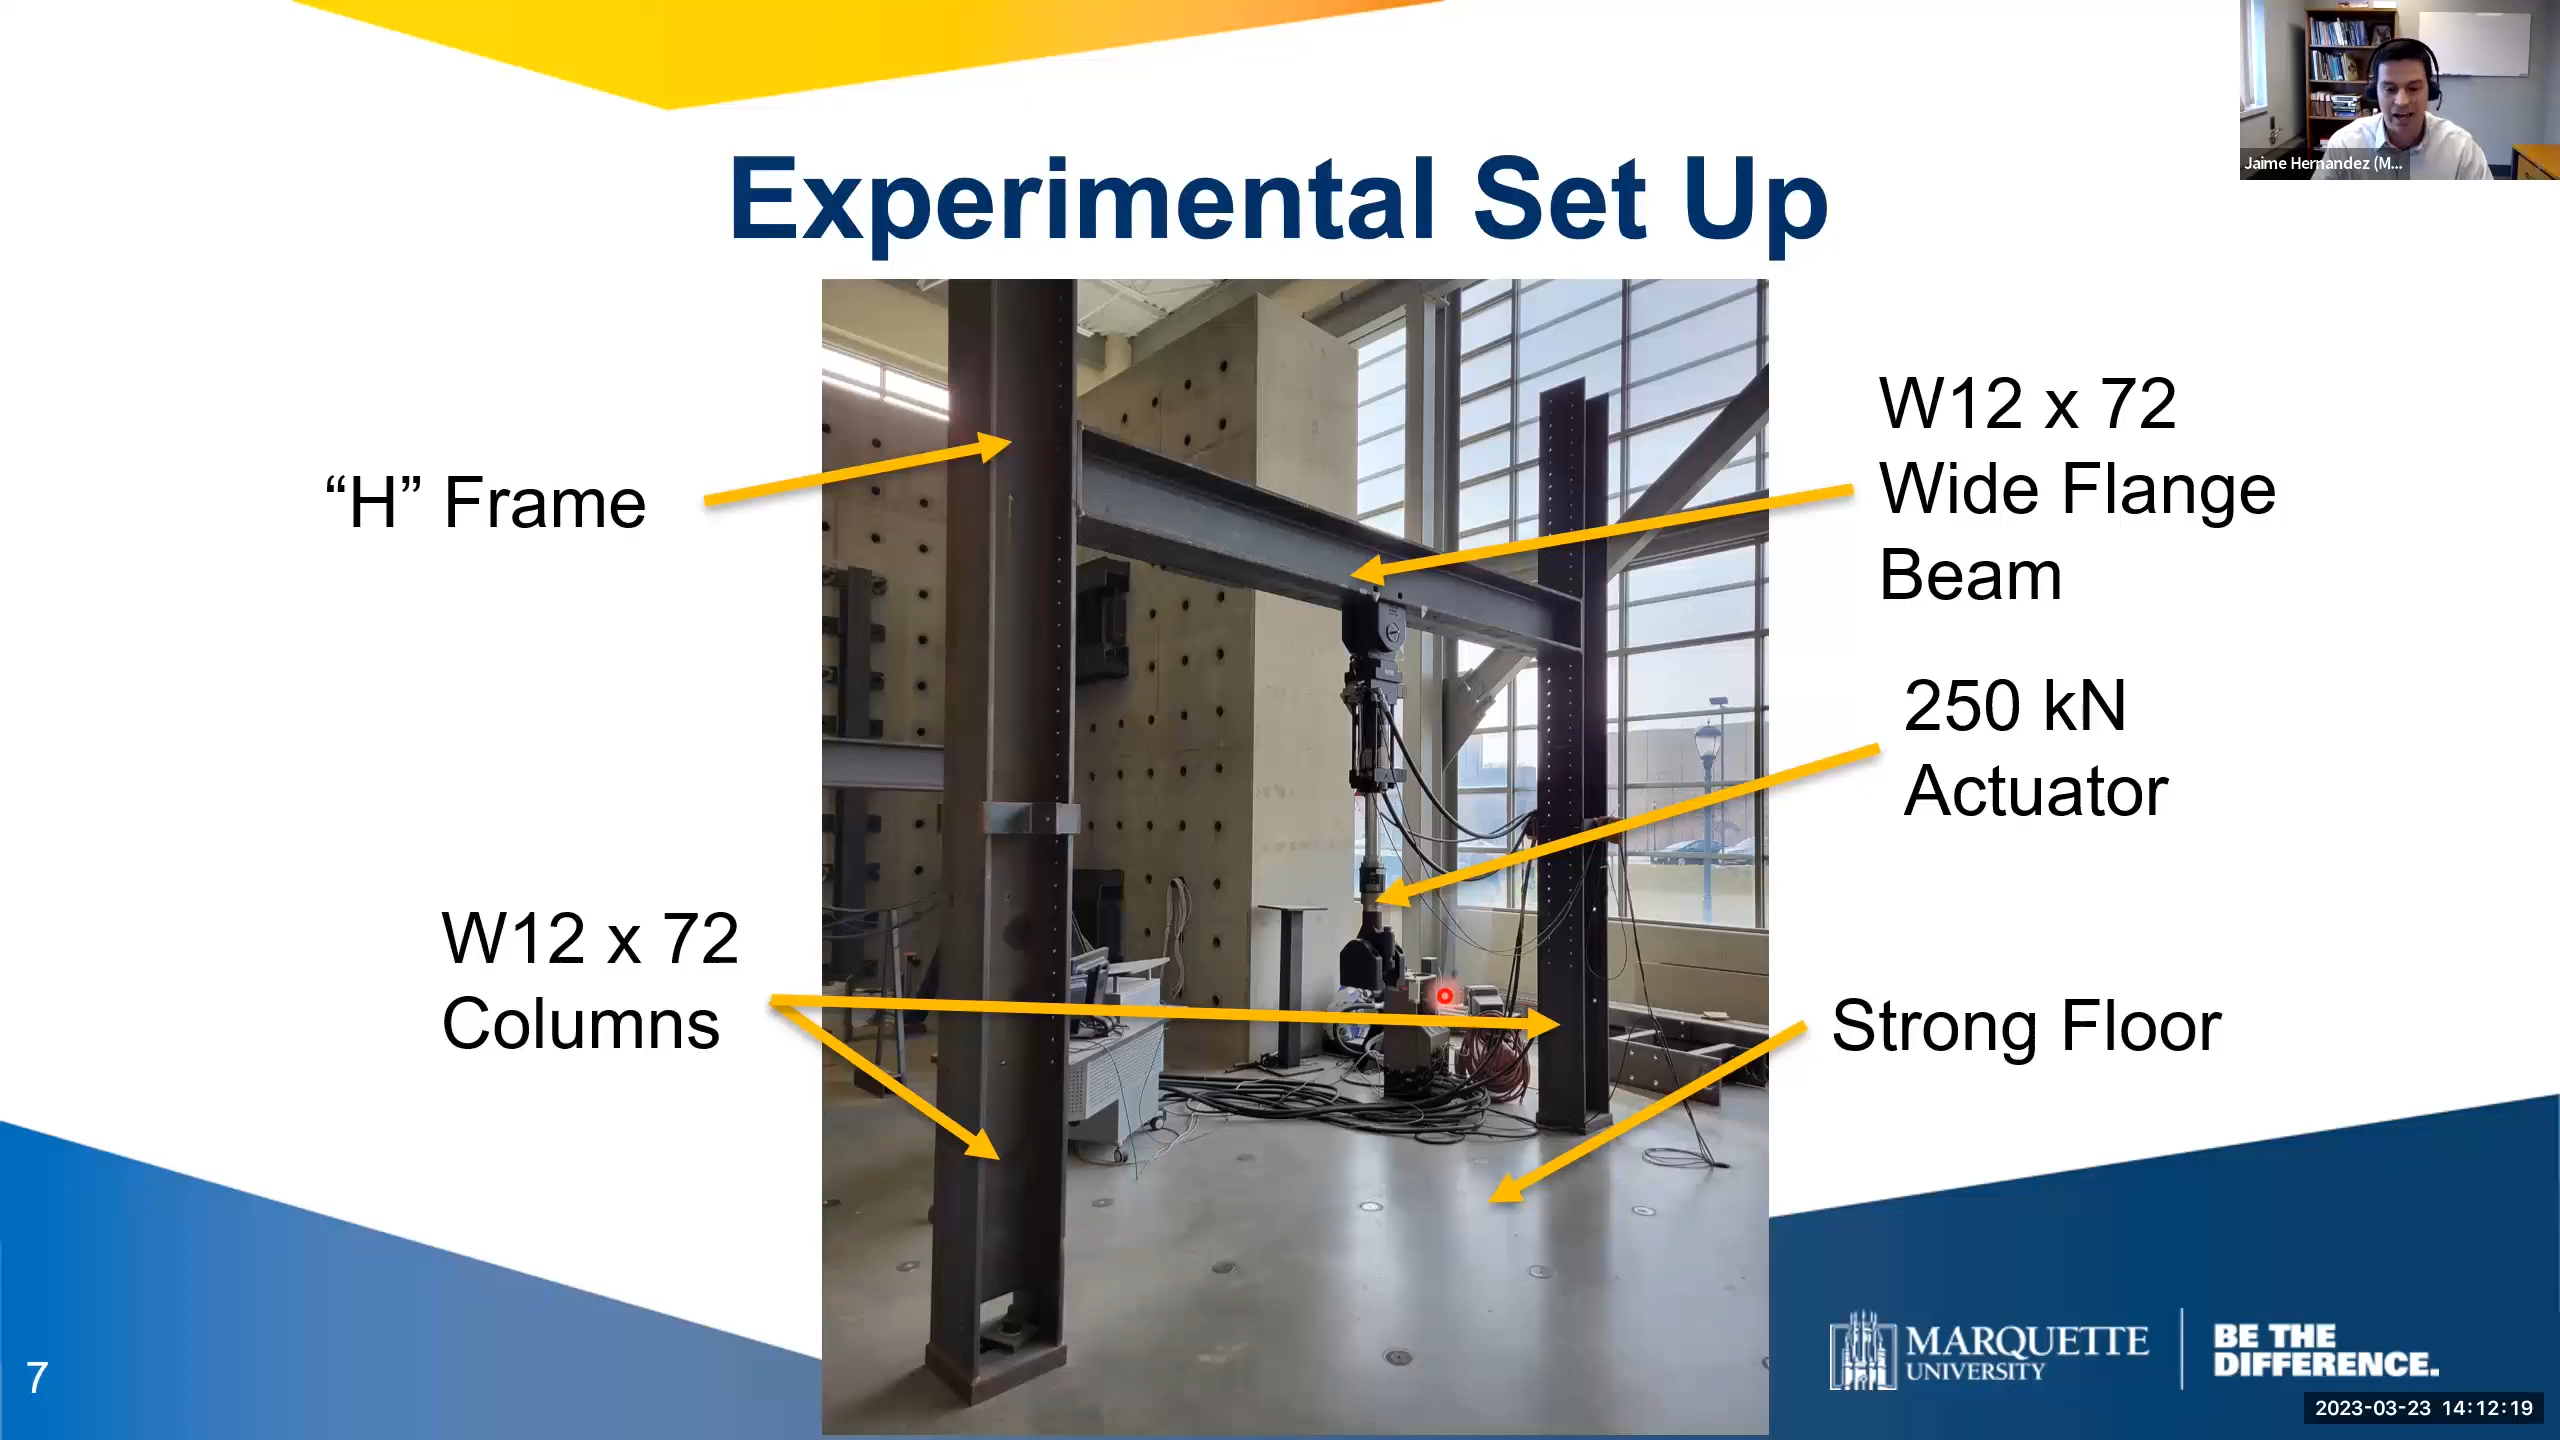 Jaime Hernandez (M...
Experimental Set Up
“H” Frame
W12 x 72
Wide Flange
Beam
250 kN
Actuator
W12 x 72
Columns
Strong Floor
MARQUETTE
UNIVERSITY
BE THE
DIFFERENCE.
7
2023-03-23 14:12:19